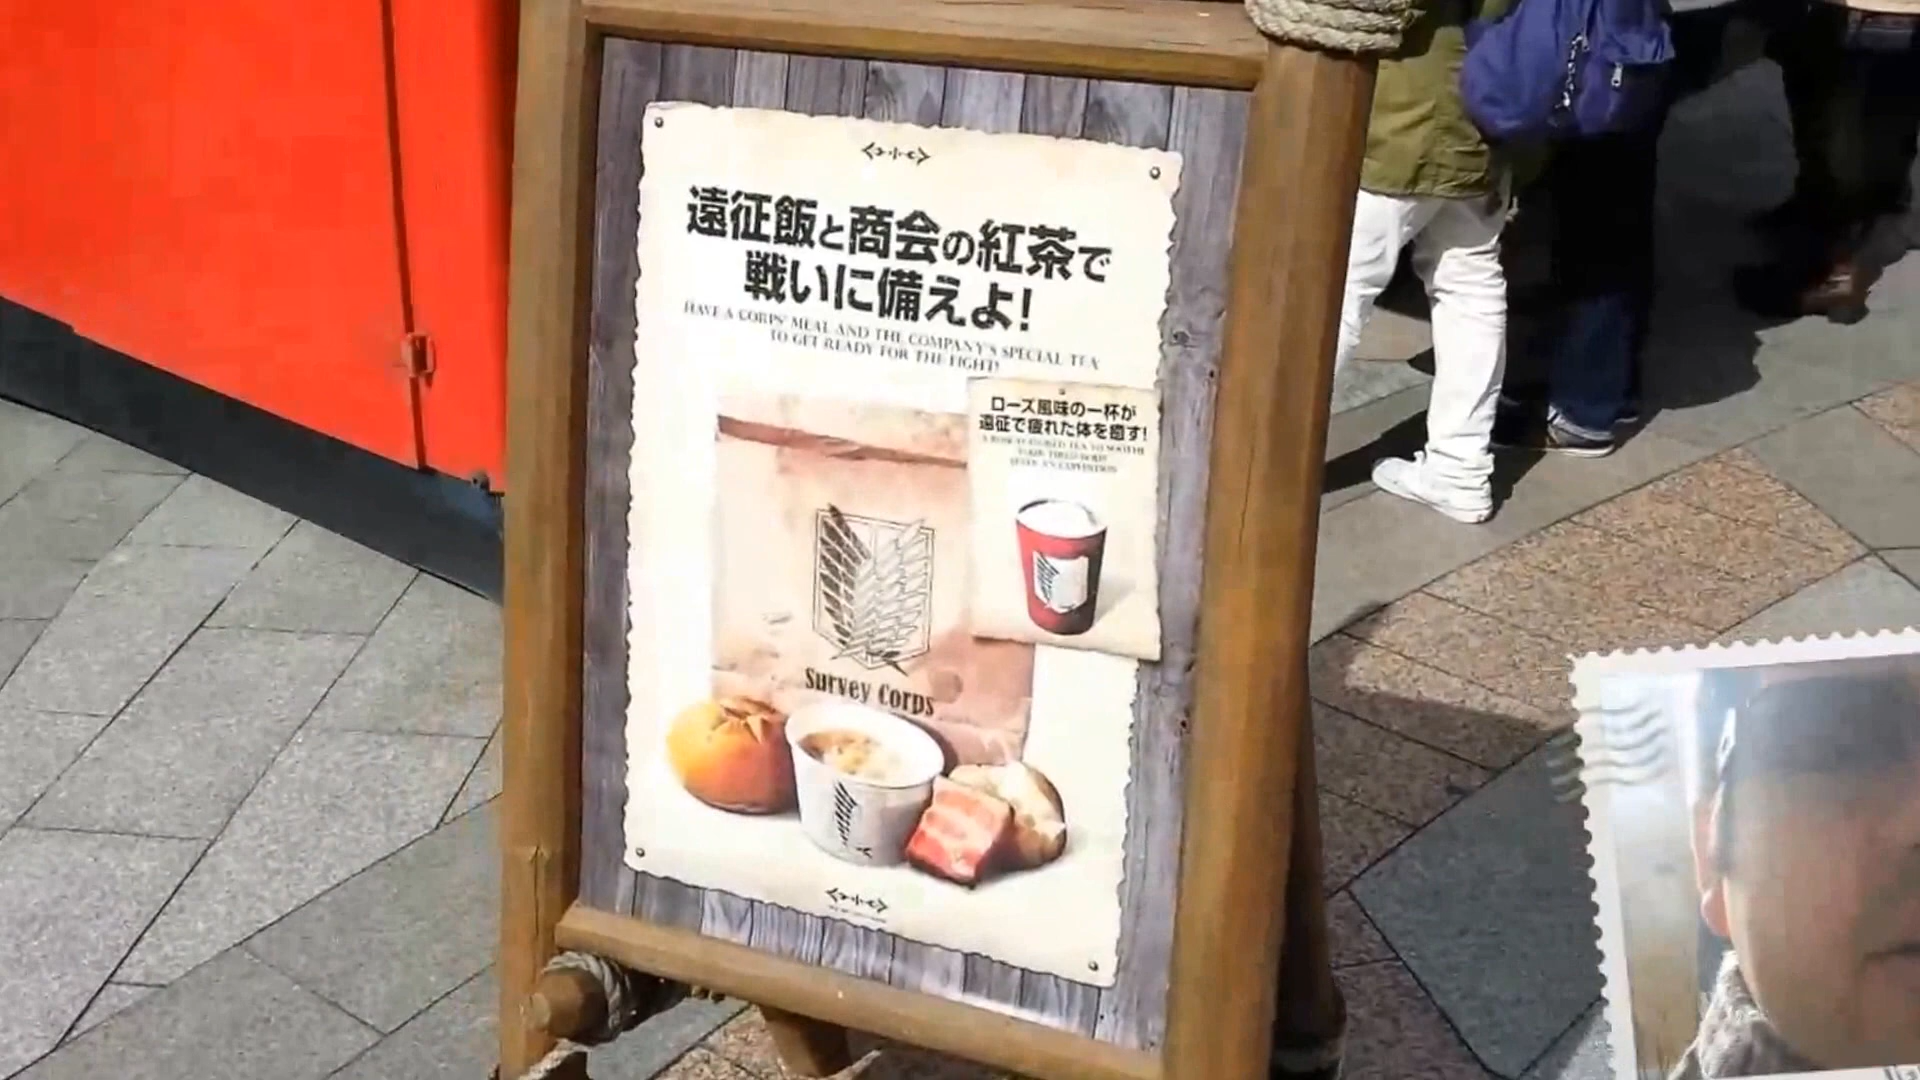 遠征飯と商会の紅茶で
戦いに備えよ!
HAVE A CORPS' MEAL AND THE COMPANY'S SPECIAL TEA
TO GET READY FOR THE FIGHT!
ローズ風味の一杯が
遠征で疲れた体を癒す!
Survey Corps